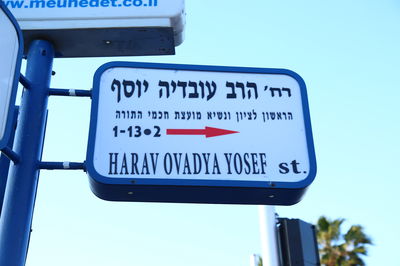 www.meuhedet.co.il
רח׳ הרב עובדיה יוסף
הראשון לציון ונשיא מועצת חכמי התורה
1-13•2
HARAV OVADYA YOSEF st.